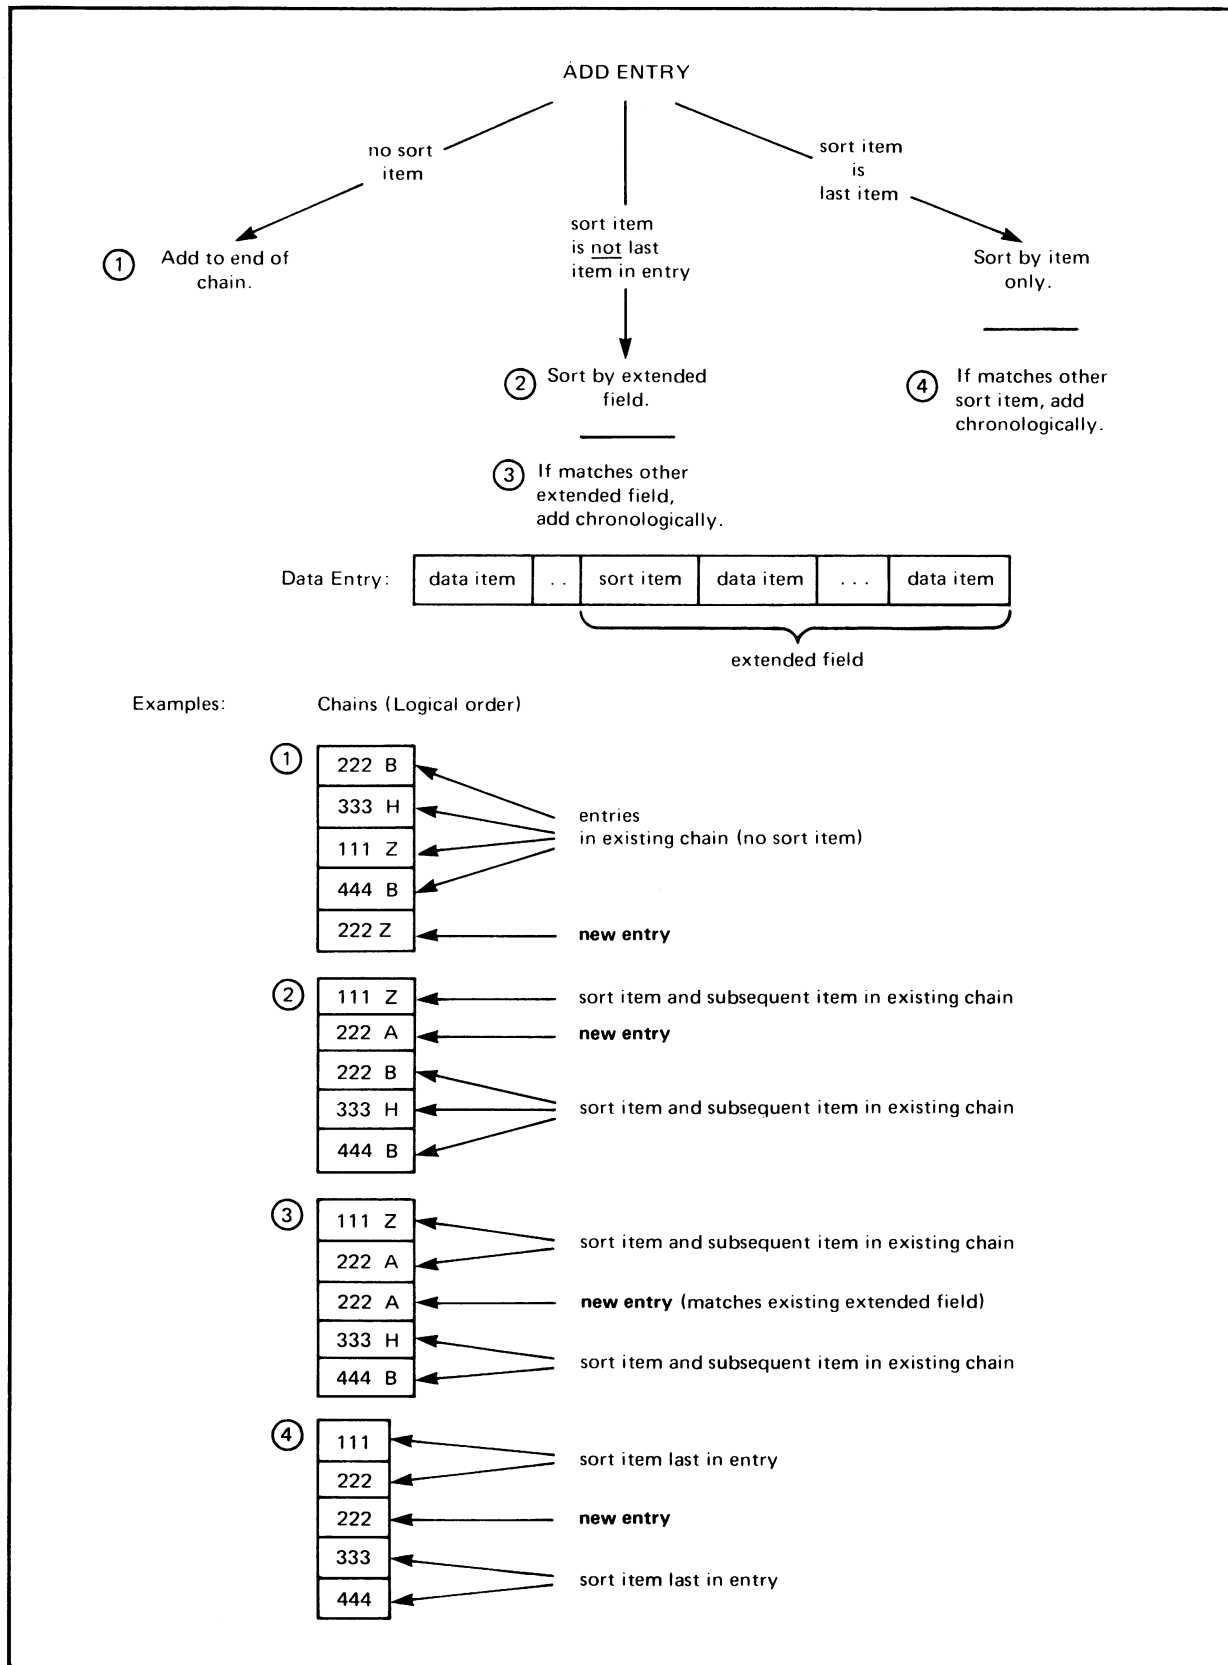 ADD ENTRY
no sort
item
sort item
is
last item
sort item
is not last
item in entry
1 Add to end of
chain.
Sort by item
only.
2 Sort by extended
field.
4 If matches other
sort item, add
chronologically.
3 If matches other
extended field,
add chronologically.
Data Entry: data item .. sort item data item ... data item
extended field
Examples: Chains (Logical order)
1 222 B
333 H
111 Z
444 B
222 Z
entries
in existing chain (no sort item)
new entry
2 111 Z
222 A
222 B
333 H
444 B
sort item and subsequent item in existing chain
new entry
sort item and subsequent item in existing chain
3 111 Z
222 A
222 A
333 H
444 B
sort item and subsequent item in existing chain
new entry (matches existing extended field)
sort item and subsequent item in existing chain
4 111
222
222
333
444
sort item last in entry
new entry
sort item last in entry